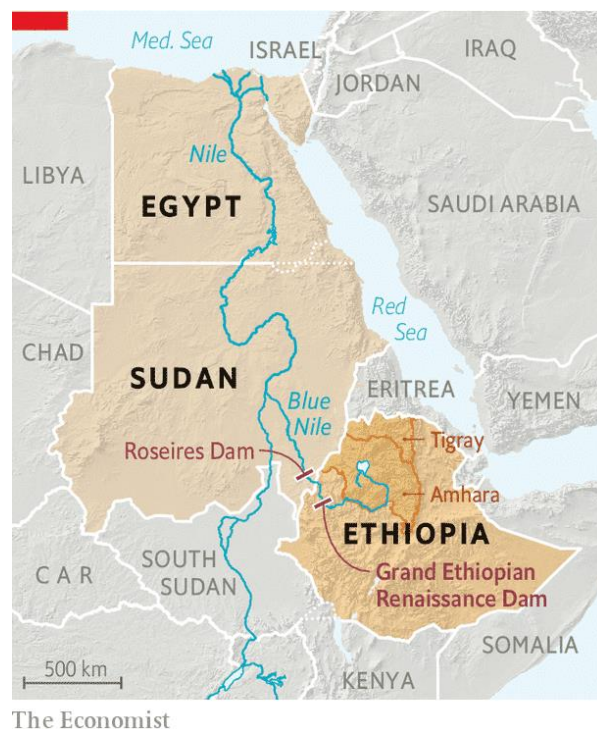 Med. Sea
ISRAEL
IRAQ
JORDAN
Nile
LIBYA
EGYPT
SAUDI ARABIA
Red
Sea
CHAD
SUDAN
ERITREA
YEMEN
Blue
Nile
Roseires Dam
Tigray
Amhara
ETHIOPIA
SOUTH
SUDAN
CAR
Grand Ethiopian
Renaissance Dam
SOMALIA
500 km
KENYA
The Economist